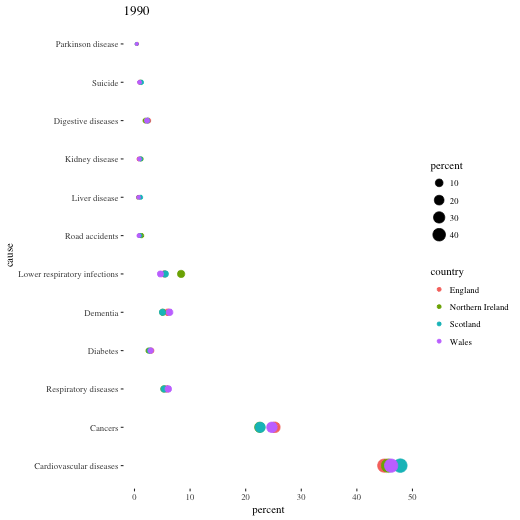 1990
Parkinson disease
Suicide
Digestive diseases
Kidney disease
Liver disease
Road accidents
Lower respiratory infections
Dementia
Diabetes
Respiratory diseases
Cancers
Cardiovascular diseases
cause
0 10 20 30 40 50
percent
percent
10
20
30
40
country
England
Northern Ireland
Scotland
Wales